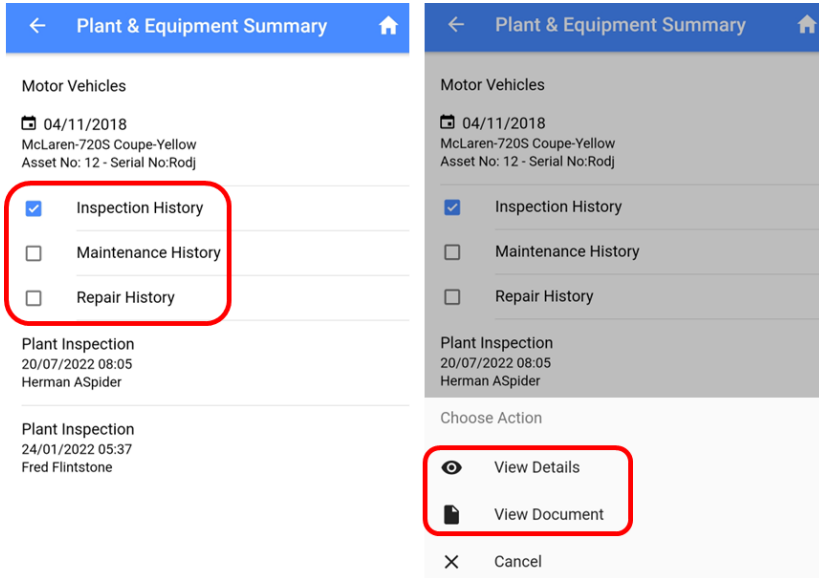 Plant & Equipment Summary
Motor Vehicles
04/11/2018
McLaren-720S Coupe-Yellow
Asset No: 12 - Serial No:Rodj
Inspection History
Maintenance History
Repair History
Plant Inspection
20/07/2022 08:05
Herman ASpider
Plant Inspection
24/01/2022 05:37
Fred Flintstone
Plant & Equipment Summary
Motor Vehicles
04/11/2018
McLaren-720S Coupe-Yellow
Asset No: 12 - Serial No:Rodj
Inspection History
Maintenance History
Repair History
Plant Inspection
20/07/2022 08:05
Herman ASpider
Choose Action
View Details
View Document
Cancel